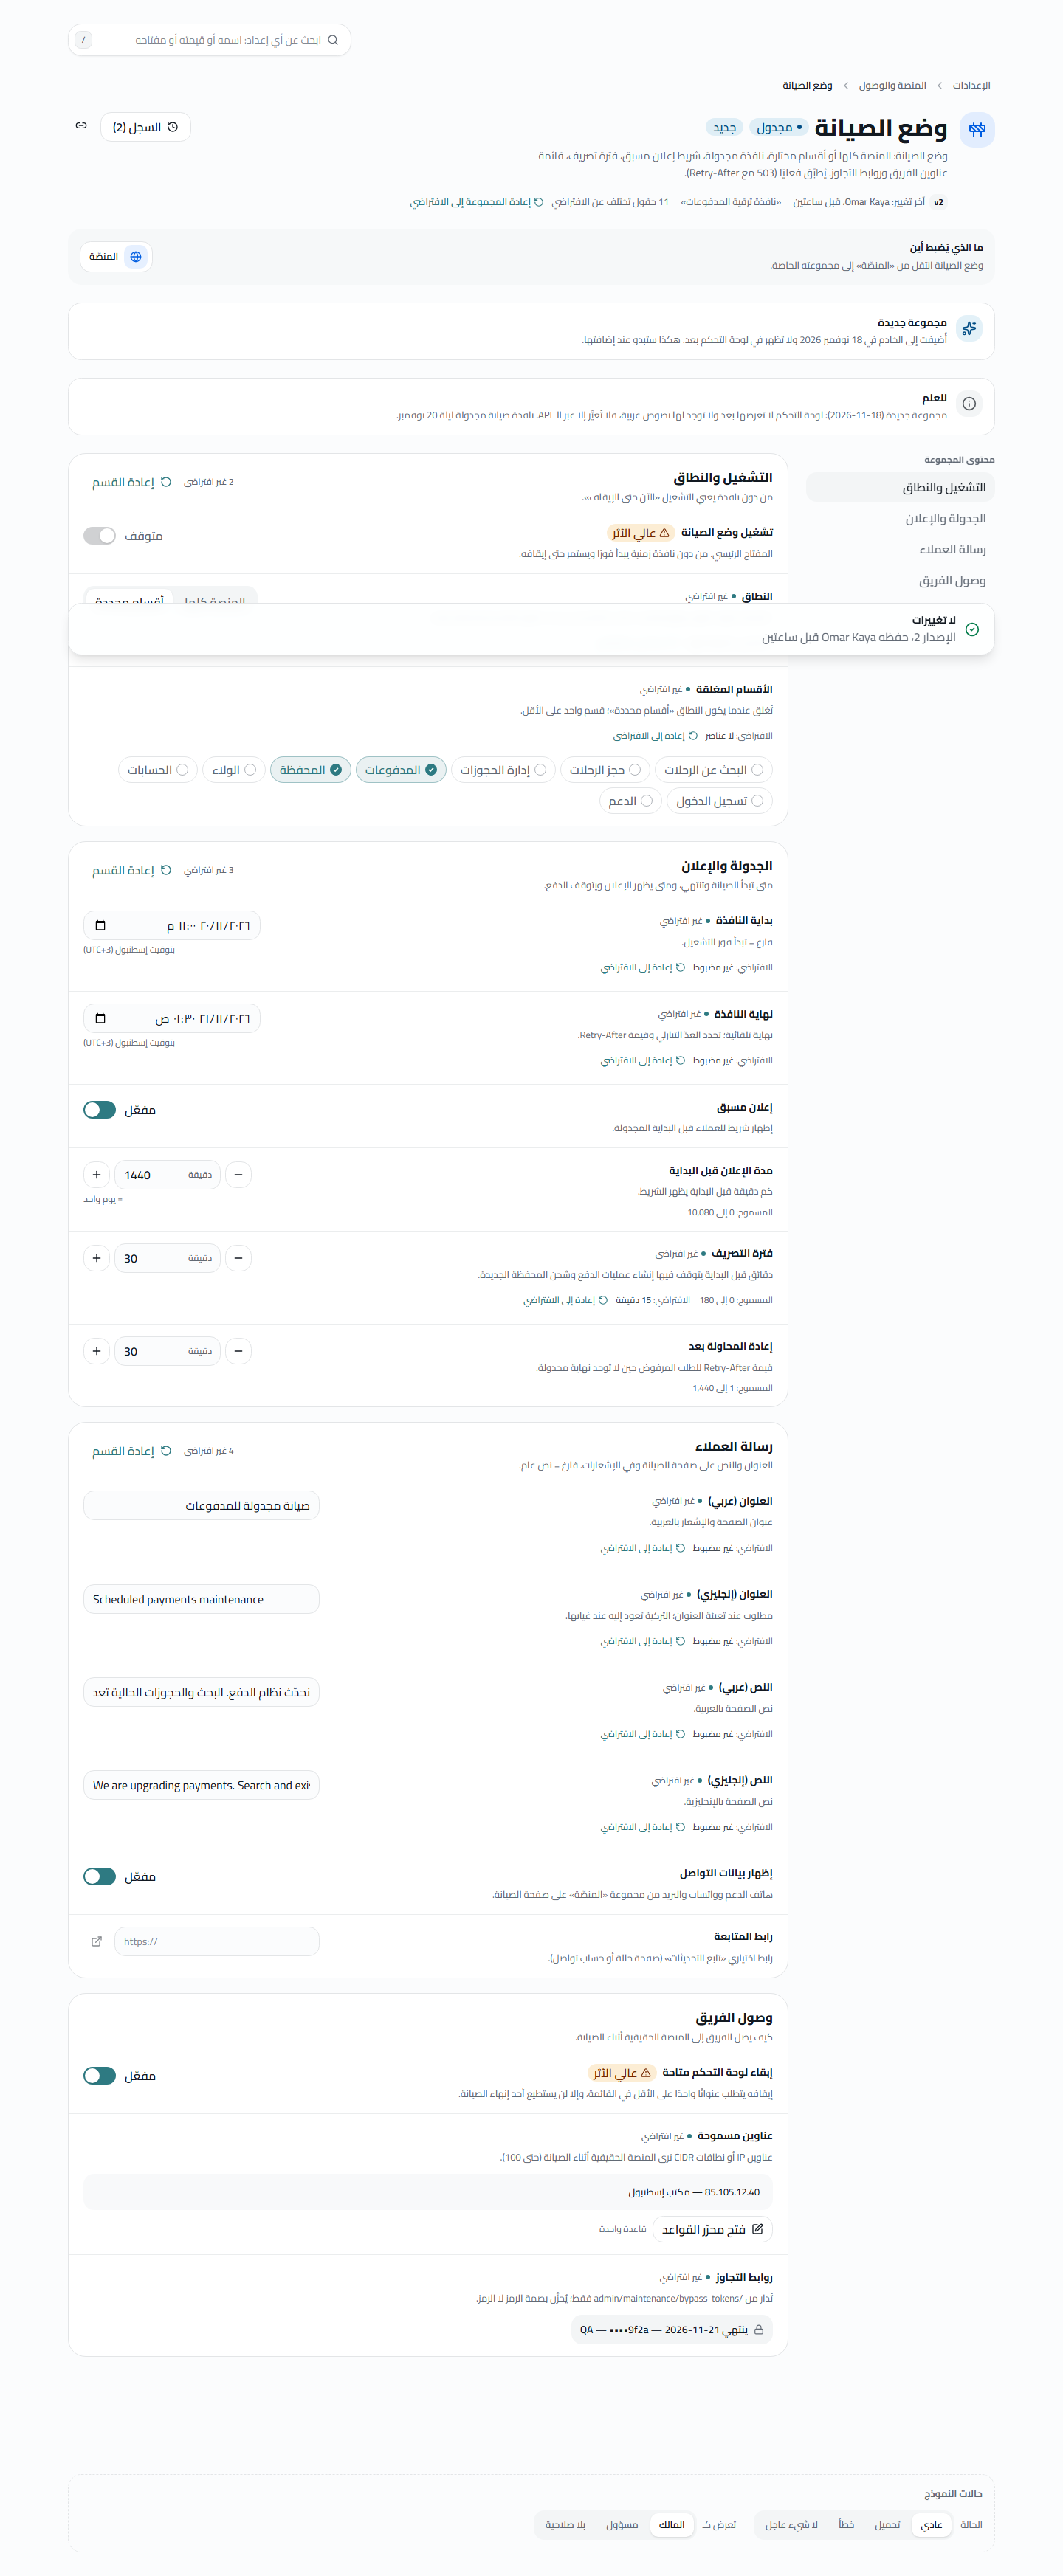 ابحث عن أي إعداد: اسمه أو قيمته أو مفتاحه
/
الإعدادات
المنصة والوصول
وضع الصيانة
وضع الصيانة
مجدول
جديد
السجل (2)
وضع الصيانة: المنصة كلها أو أقسام مختارة، نافذة مجدولة، شريط إعلان مسبق، فترة تصريف، قائمة
عناوين الفريق وروابط التجاوز. يُطبَّق فعليًا (503 مع Retry-After).
v2 آخر تغيير: Omar Kaya، قبل ساعتين «نافذة ترقية المدفوعات» 11 حقول تختلف عن الافتراضي إعادة المجموعة إلى الافتراضي
ما الذي يُضبط أين
وضع الصيانة انتقل من «المنصّة» إلى مجموعته الخاصة.
المنصّة
مجموعة جديدة
أضيفت إلى الخادم في 18 نوفمبر 2026 ولا تظهر في لوحة التحكم بعد. هكذا ستبدو عند إضافتها.
للعلم
مجموعة جديدة (18-11-2026): لوحة التحكم لا تعرضها بعد ولا توجد لها نصوص عربية، فلا تُغيَّر إلا عبر الـ API. نافذة صيانة مجدولة ليلة 20 نوفمبر.
محتوى المجموعة
التشغيل والنطاق
الجدولة والإعلان
رسالة العملاء
وصول الفريق
التشغيل والنطاق
2 غير افتراضي
إعادة القسم
من دون نافذة يعني التشغيل «الآن حتى الإيقاف».
تشغيل وضع الصيانة
عالي الأثر
متوقف
المفتاح الرئيسي. من دون نافذة زمنية يبدأ فورًا ويستمر حتى إيقافه.
النطاق
غير افتراضي
المنصة كلها
أقسام محددة
لا تغييرات
الإصدار 2، حفظه Omar Kaya قبل ساعتين
الأقسام المغلقة
غير افتراضي
تُغلق عندما يكون النطاق «أقسام محددة»؛ قسم واحد على الأقل.
الافتراضي: لا عناصر
إعادة إلى الافتراضي
البحث عن الرحلات
حجز الرحلات
إدارة الحجوزات
المدفوعات
المحفظة
الولاء
الحسابات
تسجيل الدخول
الدعم
الجدولة والإعلان
3 غير افتراضي
إعادة القسم
متى تبدأ الصيانة وتنتهي، ومتى يظهر الإعلان ويتوقف الدفع.
بداية النافذة
غير افتراضي
٢٠/١١/٢٠٢٦ ١١:٠٠ م
فارغ = تبدأ فور التشغيل.
بتوقيت إسطنبول (UTC+3)
الافتراضي: غير مضبوط
إعادة إلى الافتراضي
نهاية النافذة
غير افتراضي
٢١/١١/٢٠٢٦ ٠١:٣٠ ص
نهاية تلقائية؛ تحدد العدّ التنازلي وقيمة Retry-After.
بتوقيت إسطنبول (UTC+3)
الافتراضي: غير مضبوط
إعادة إلى الافتراضي
إعلان مسبق
مفعّل
إظهار شريط للعملاء قبل البداية المجدولة.
مدة الإعلان قبل البداية
1440 دقيقة
كم دقيقة قبل البداية يظهر الشريط.
= يوم واحد
المسموح: 0 إلى 10,080
فترة التصريف
غير افتراضي
30 دقيقة
دقائق قبل البداية يتوقف فيها إنشاء عمليات الدفع وشحن المحفظة الجديدة.
المسموح: 0 إلى 180
الافتراضي: 15 دقيقة
إعادة إلى الافتراضي
إعادة المحاولة بعد
30 دقيقة
قيمة Retry-After للطلب المرفوض حين لا توجد نهاية مجدولة.
المسموح: 1 إلى 1,440
رسالة العملاء
4 غير افتراضي
إعادة القسم
العنوان والنص على صفحة الصيانة وفي الإشعارات. فارغ = نص عام.
العنوان (عربي)
غير افتراضي
صيانة مجدولة للمدفوعات
عنوان الصفحة والإشعار بالعربية.
الافتراضي: غير مضبوط
إعادة إلى الافتراضي
العنوان (إنجليزي)
غير افتراضي
Scheduled payments maintenance
مطلوب عند تعبئة العنوان؛ التركية تعود إليه عند غيابها.
الافتراضي: غير مضبوط
إعادة إلى الافتراضي
النص (عربي)
غير افتراضي
نحدّث نظام الدفع. البحث والحجوزات الحالية تعد
نص الصفحة بالعربية.
الافتراضي: غير مضبوط
إعادة إلى الافتراضي
النص (إنجليزي)
غير افتراضي
We are upgrading payments. Search and exis
نص الصفحة بالإنجليزية.
الافتراضي: غير مضبوط
إعادة إلى الافتراضي
إظهار بيانات التواصل
مفعّل
هاتف الدعم وواتساب والبريد من مجموعة «المنصّة» على صفحة الصيانة.
رابط المتابعة
https://
رابط اختياري «تابع التحديثات» (صفحة حالة أو حساب تواصل).
وصول الفريق
كيف يصل الفريق إلى المنصة الحقيقية أثناء الصيانة.
إبقاء لوحة التحكم متاحة
عالي الأثر
مفعّل
إيقافه يتطلب عنوانًا واحدًا على الأقل في القائمة، وإلا لن يستطيع أحد إنهاء الصيانة.
عناوين مسموحة
غير افتراضي
عناوين IP أو نطاقات CIDR ترى المنصة الحقيقية أثناء الصيانة (حتى 100).
85.105.12.40 — مكتب إسطنبول
فتح محرّر القواعد
قاعدة واحدة
روابط التجاوز
غير افتراضي
تُدار من /admin/maintenance/bypass-tokens فقط؛ يُخزَّن بصمة الرمز لا الرمز.
QA — ••••9f2a — ينتهي 21-11-2026
حالات النموذج
الحالة
عادي
تحميل
خطأ
لا شيء عاجل
تعرض كـ
المالك
مسؤول
بلا صلاحية